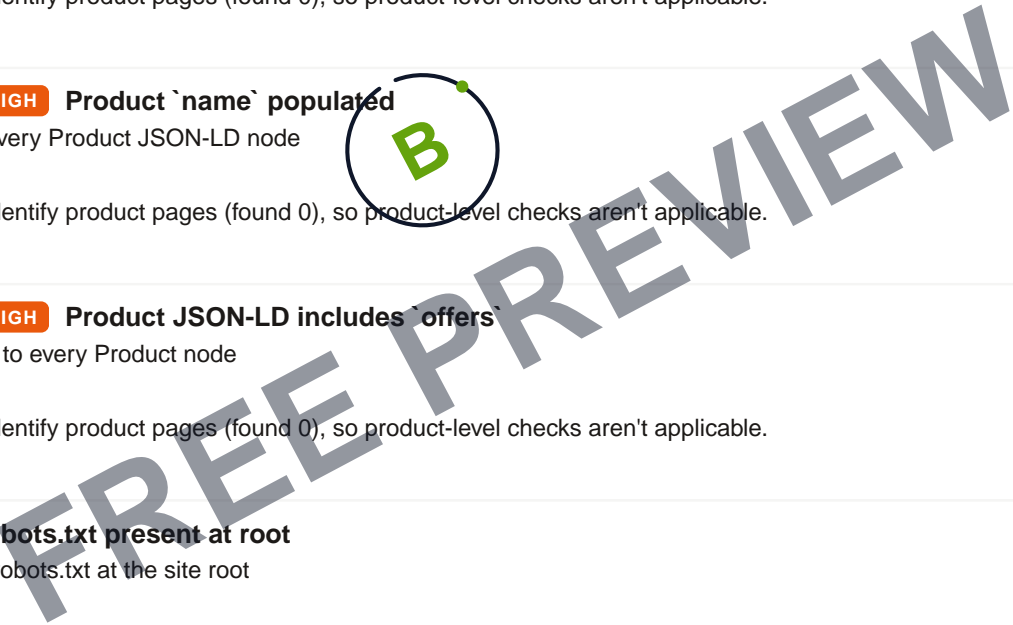 entify product pages (found 0), so product-level checks aren't applicable.
IGH Product `name` populated
very Product JSON-LD node
B
entify product pages (found 0), so product-level checks aren't applicable.
IGH Product JSON-LD includes `offers`
to every Product node
entify product pages (found 0), so product-level checks aren't applicable.
FREE PREVIEW
bots.txt present at root
obots.txt at the site root